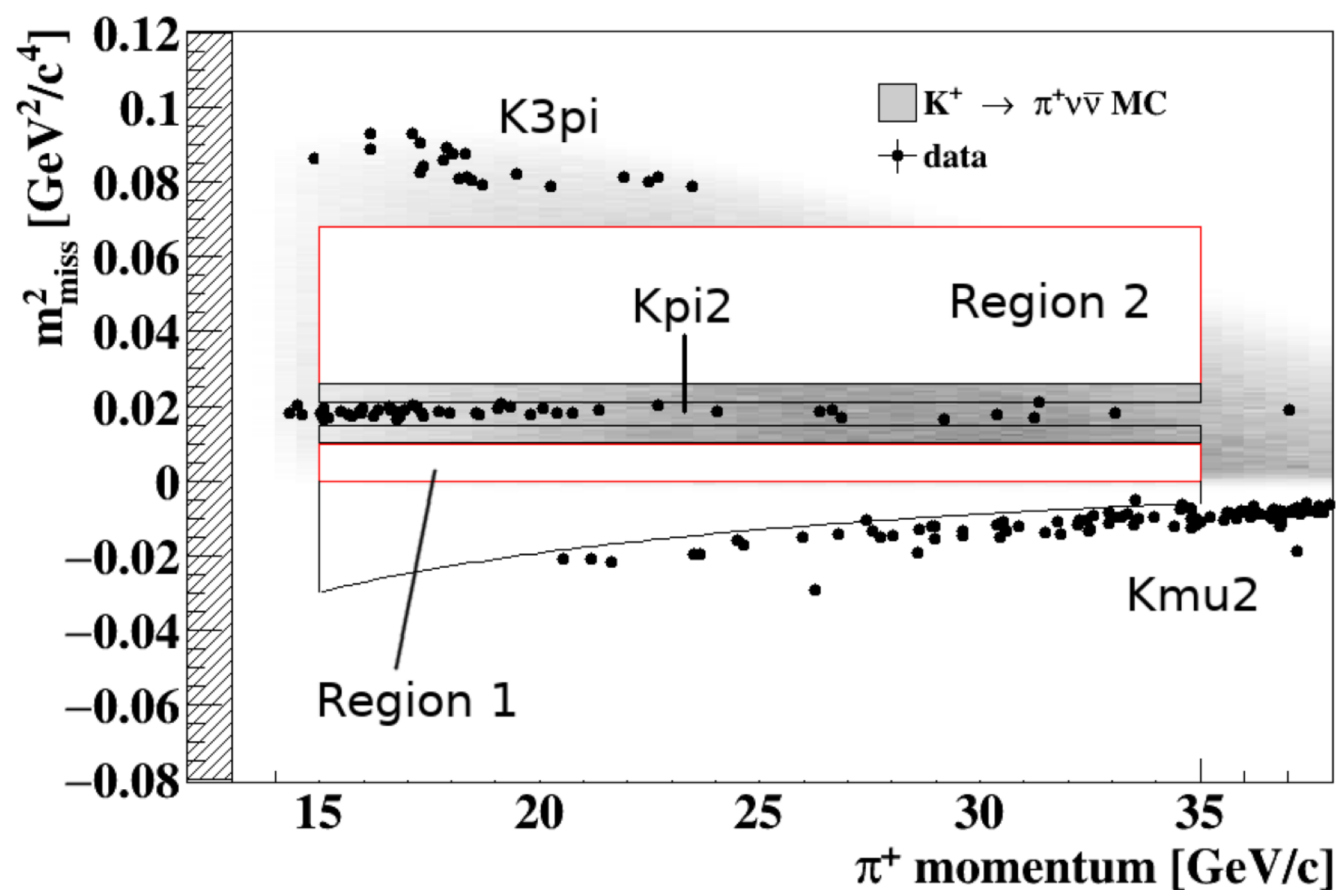 m²miss [GeV²/c⁴]
0.12
0.1
0.08
0.06
0.04
0.02
0
−0.02
−0.04
−0.06
−0.08
K3pi
K⁺ → π⁺νν̅ MC
data
Kpi2
Region 2
Kmu2
Region 1
15 20 25 30 35
π⁺ momentum [GeV/c]